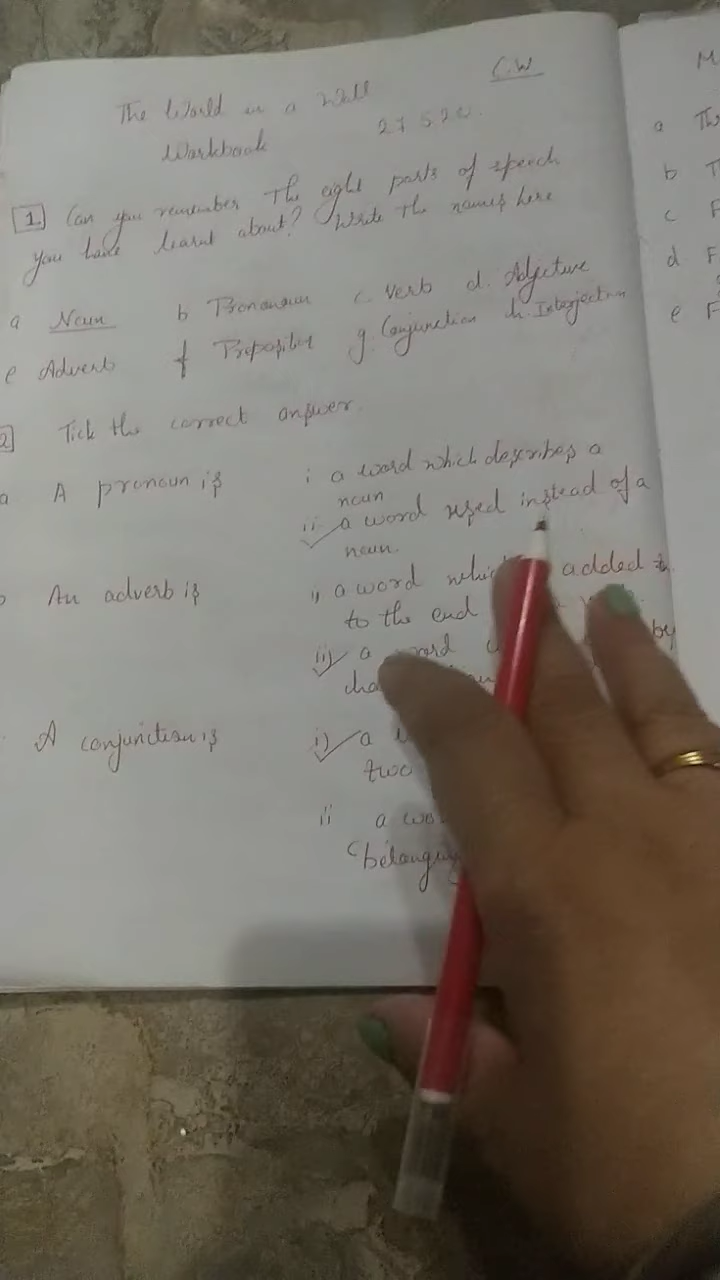 C.W
The World in a Wall
Workbook 27 5 20
1. Can you remember the eight parts of speech
you have learnt about? Write the names here
a Noun b Pronoun c. Verb d. Adjective
e Adverb f Preposition g. Conjunction h. Interjection
2 Tick the correct answer.
a A pronoun is i a word which describes a
noun
ii a word used instead of a
noun.
An adverb is i, a word which added to
to the end
ii) a by
A conjunction is i) a
two
ii a
(belonging
M
a
b
c
d
e